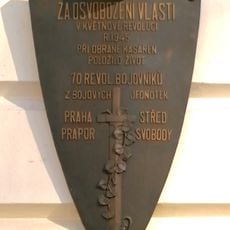 ZA OSVOBOZENÍ VLASTI
V KVĚTNOVÉ REVOLUCI
R. 1945
PŘI OBRANĚ KASÁREN
POLOŽILO ŽIVOT
70 REVOL. BOJOVNÍKŮ
Z BOJOVÝCH JEDNOTEK
PRAHA STŘED
PRAPOR SVOBODY